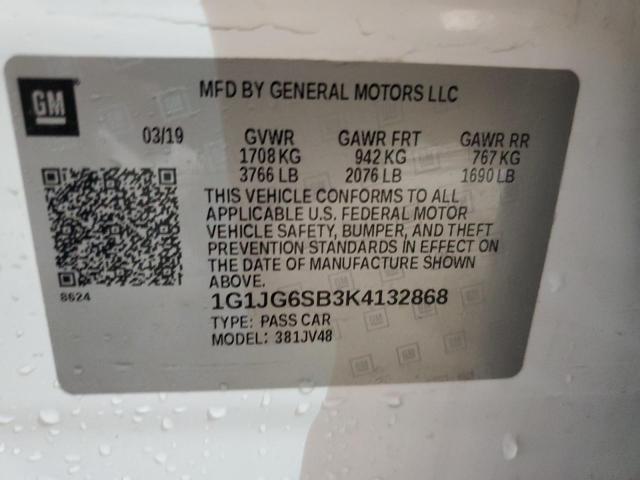 GM
MFD BY GENERAL MOTORS LLC
03/19 GVWR GAWR FRT GAWR RR
1708 KG 942 KG 767 KG
3766 LB 2076 LB 1690 LB
THIS VEHICLE CONFORMS TO ALL
APPLICABLE U.S. FEDERAL MOTOR
VEHICLE SAFETY, BUMPER, AND THEFT
PREVENTION STANDARDS IN EFFECT ON
THE DATE OF MANUFACTURE SHOWN
ABOVE.
8624
1G1JG6SB3K4132868
TYPE: PASS CAR
MODEL: 381JV48